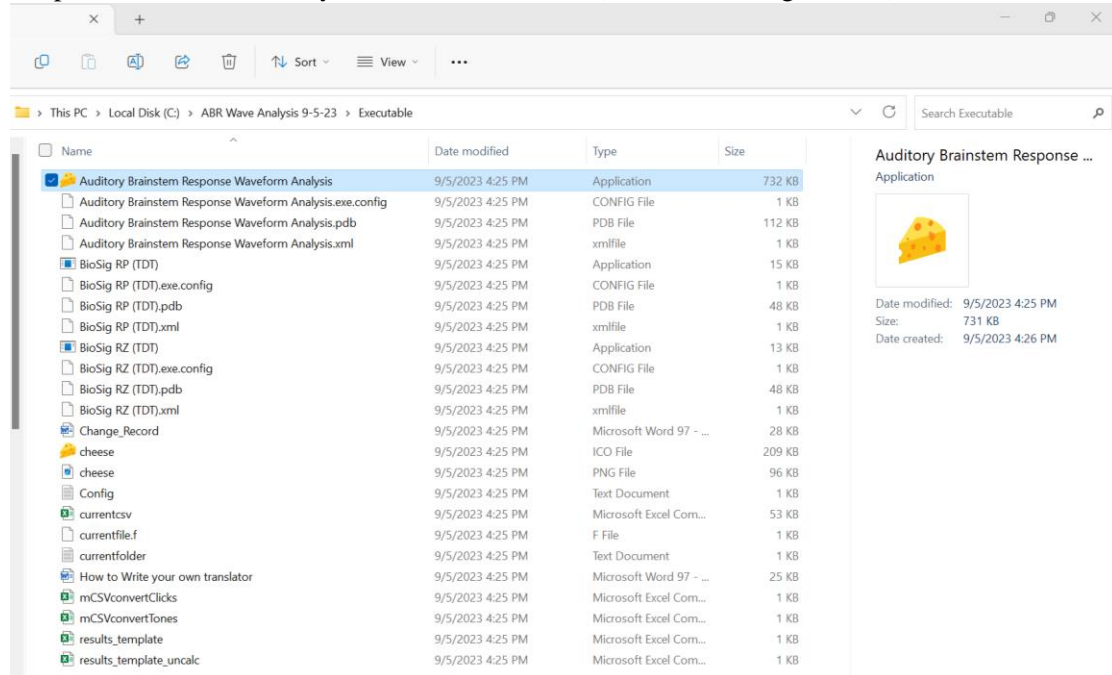 Sort
View
This PC > Local Disk (C:) > ABR Wave Analysis 9-5-23 > Executable
Search Executable
Name Date modified Type Size
Auditory Brainstem Response Waveform Analysis 9/5/2023 4:25 PM Application 732 KB
Auditory Brainstem Response Waveform Analysis.exe.config 9/5/2023 4:25 PM CONFIG File 1 KB
Auditory Brainstem Response Waveform Analysis.pdb 9/5/2023 4:25 PM PDB File 112 KB
Auditory Brainstem Response Waveform Analysis.xml 9/5/2023 4:25 PM xmlfile 1 KB
BioSig RP (TDT) 9/5/2023 4:25 PM Application 15 KB
BioSig RP (TDT).exe.config 9/5/2023 4:25 PM CONFIG File 1 KB
BioSig RP (TDT).pdb 9/5/2023 4:25 PM PDB File 48 KB
BioSig RP (TDT).xml 9/5/2023 4:25 PM xmlfile 1 KB
BioSig RZ (TDT) 9/5/2023 4:25 PM Application 13 KB
BioSig RZ (TDT).exe.config 9/5/2023 4:25 PM CONFIG File 1 KB
BioSig RZ (TDT).pdb 9/5/2023 4:25 PM PDB File 48 KB
BioSig RZ (TDT).xml 9/5/2023 4:25 PM xmlfile 1 KB
Change_Record 9/5/2023 4:25 PM Microsoft Word 97 - ... 28 KB
cheese 9/5/2023 4:25 PM ICO File 209 KB
cheese 9/5/2023 4:25 PM PNG File 96 KB
Config 9/5/2023 4:25 PM Text Document 1 KB
currentcsv 9/5/2023 4:25 PM Microsoft Excel Com... 53 KB
currentfile.f 9/5/2023 4:25 PM F File 1 KB
currentfolder 9/5/2023 4:25 PM Text Document 1 KB
How to Write your own translator 9/5/2023 4:25 PM Microsoft Word 97 - ... 25 KB
mCSVconvertClicks 9/5/2023 4:25 PM Microsoft Excel Com... 1 KB
mCSVconvertTones 9/5/2023 4:25 PM Microsoft Excel Com... 1 KB
results_template 9/5/2023 4:25 PM Microsoft Excel Com... 1 KB
results_template_uncalc 9/5/2023 4:25 PM Microsoft Excel Com... 1 KB
Auditory Brainstem Response ...
Application
Date modified: 9/5/2023 4:25 PM
Size: 731 KB
Date created: 9/5/2023 4:26 PM